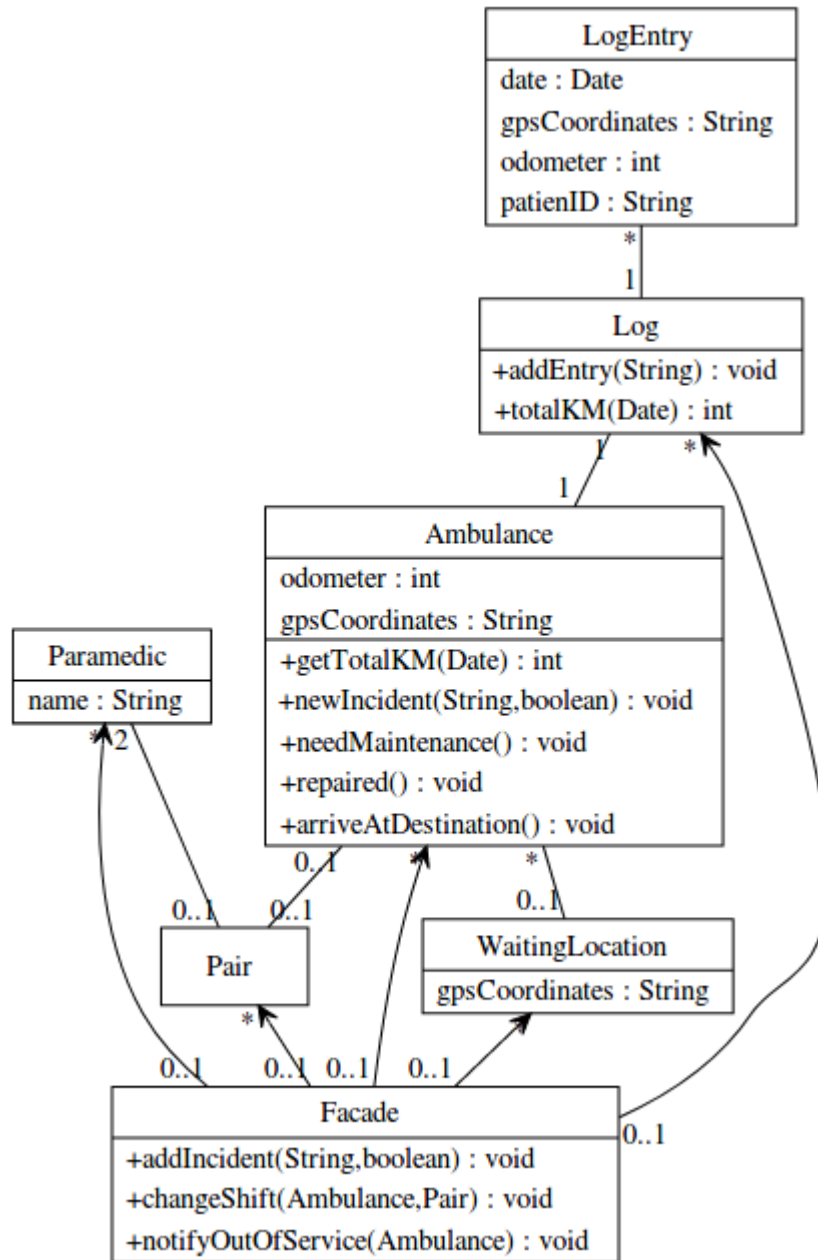 LogEntry
date : Date
gpsCoordinates : String
odometer : int
patienID : String
*
1
Log
+addEntry(String) : void
+totalKM(Date) : int
1
*
1
Ambulance
odometer : int
gpsCoordinates : String
+getTotalKM(Date) : int
+newIncident(String,boolean) : void
+needMaintenance() : void
+repaired() : void
+arriveAtDestination() : void
Paramedic
name : String
* 2
0..1
*
*
0..1
0..1
0..1
Pair
WaitingLocation
gpsCoordinates : String
*
*
0..1
0..1
0..1
0..1
0..1
Facade
+addIncident(String,boolean) : void
+changeShift(Ambulance,Pair) : void
+notifyOutOfService(Ambulance) : void